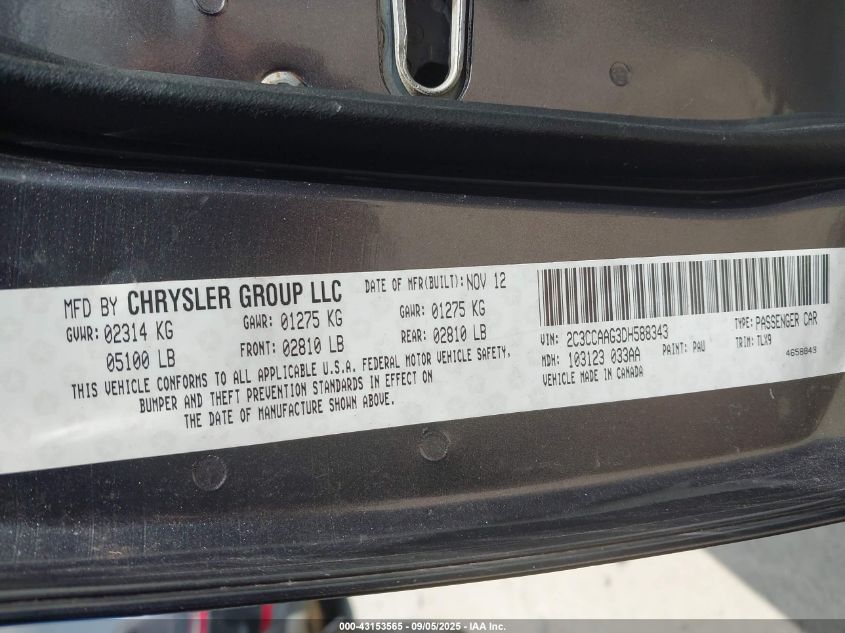 MFD BY CHRYSLER GROUP LLC DATE OF MFR(BUILT): NOV 12
GVWR: 02314 KG GAWR: 01275 KG GAWR: 01275 KG
05100 LB FRONT: 02810 LB REAR: 02810 LB
THIS VEHICLE CONFORMS TO ALL APPLICABLE U.S.A. FEDERAL MOTOR VEHICLE SAFETY,
BUMPER AND THEFT PREVENTION STANDARDS IN EFFECT ON
THE DATE OF MANUFACTURE SHOWN ABOVE.
VIN: 2C3CCAAG3DH588343 TYPE: PASSENGER CAR
MDH: 103123 033AA PAINT: PAU TRIM: TLX9
VEHICLE MADE IN CANADA 4658843
000-43153565 - 09/05/2025 - IAA Inc.